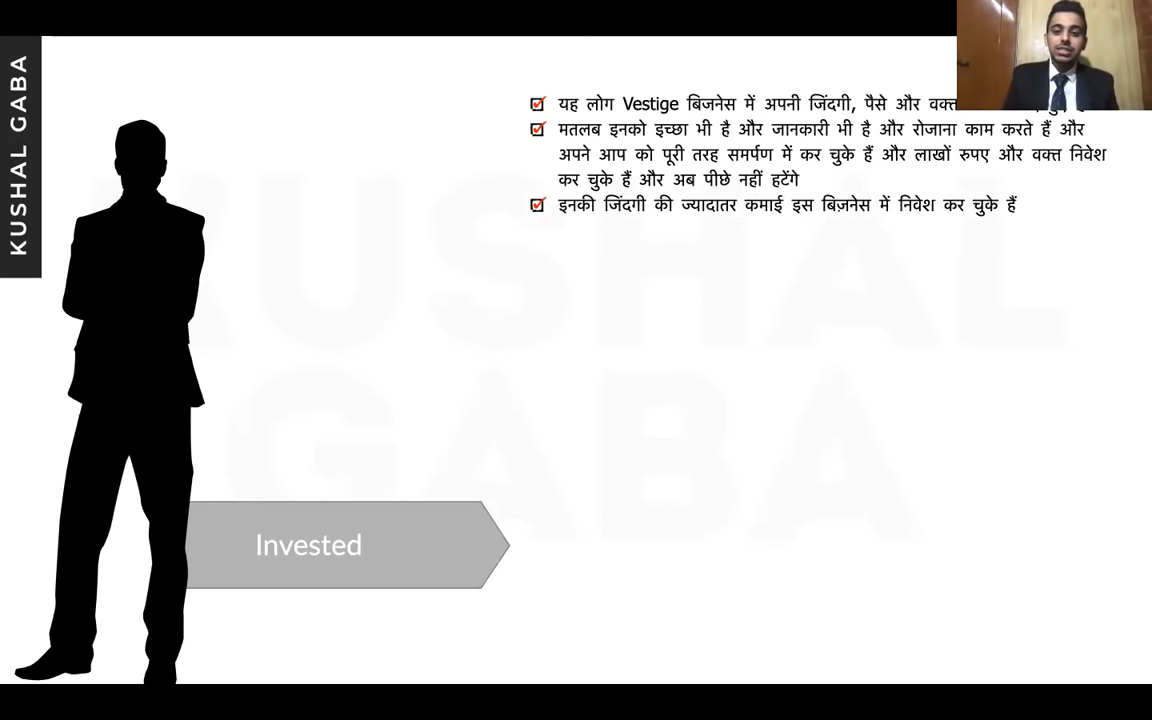 KUSHAL GABA
यह लोग Vestige बिजनेस में अपनी जिंदगी, पैसे और वक्त
मतलब इनको इच्छा भी है और जानकारी भी है और रोजाना काम करते हैं और
अपने आप को पूरी तरह समर्पण में कर चुके हैं और लाखों रुपए और वक्त निवेश
कर चुके हैं और अब पीछे नहीं हटेंगे
इनकी जिंदगी की ज्यादातर कमाई इस बिज़नेस में निवेश कर चुके हैं
KUSHAL
GABA
Invested